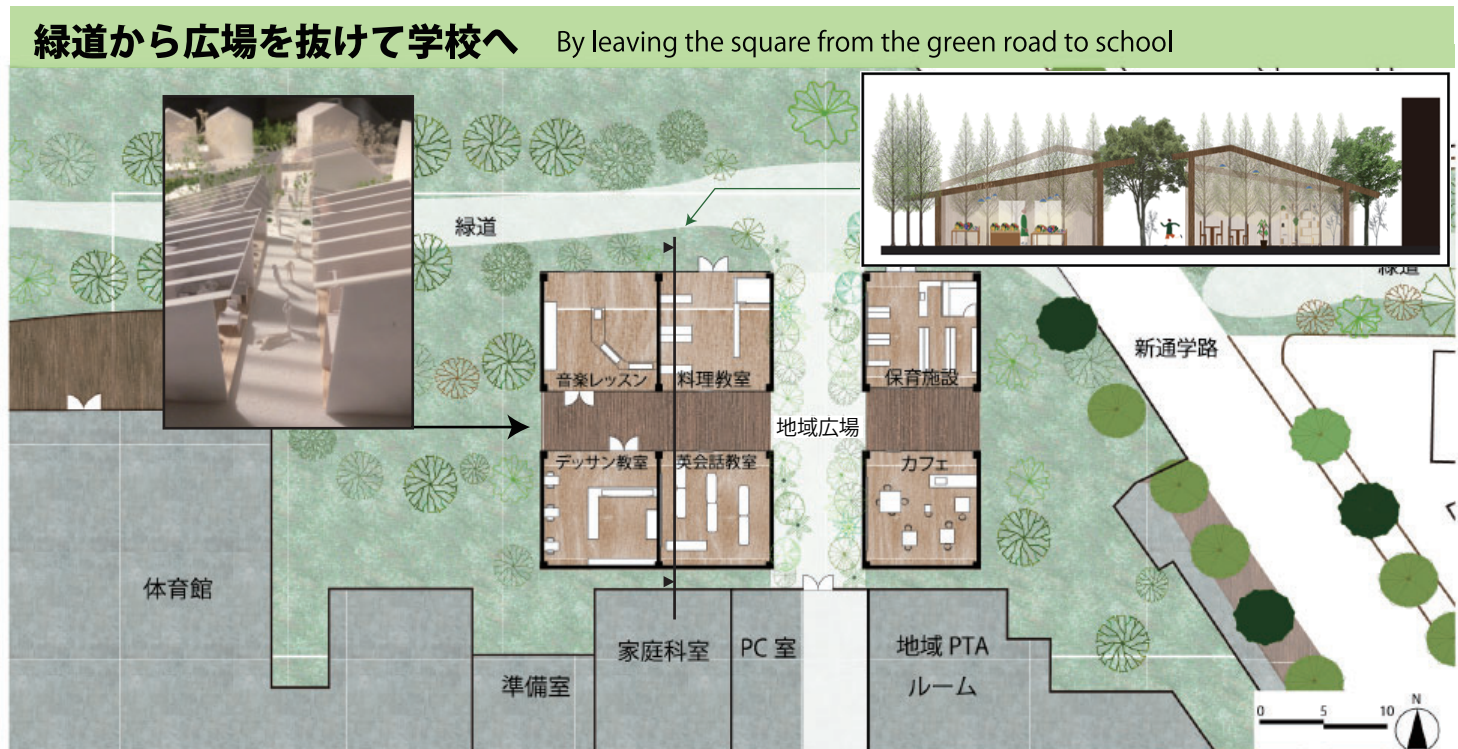 緑道から広場を抜けて学校へ By leaving the square from the green road to school
緑道
緑道
新通学路
音楽レッスン
料理教室
保育施設
地域広場
デッサン教室
英会話教室
カフェ
体育館
家庭科室
PC 室
地域 PTA
ルーム
準備室
0 5 10
N